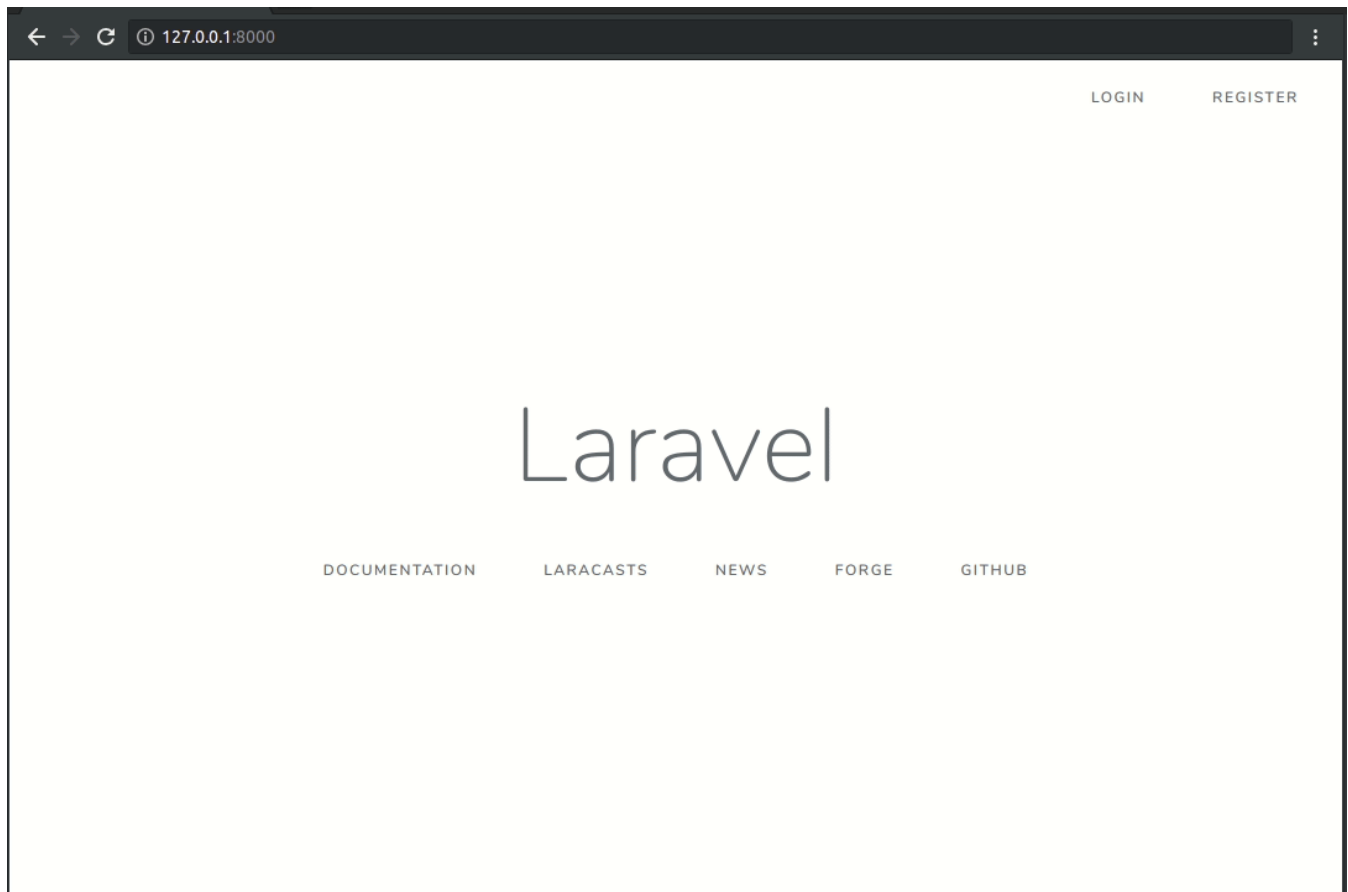 127.0.0.1:8000
LOGIN REGISTER
Laravel
DOCUMENTATION LARACASTS NEWS FORGE GITHUB